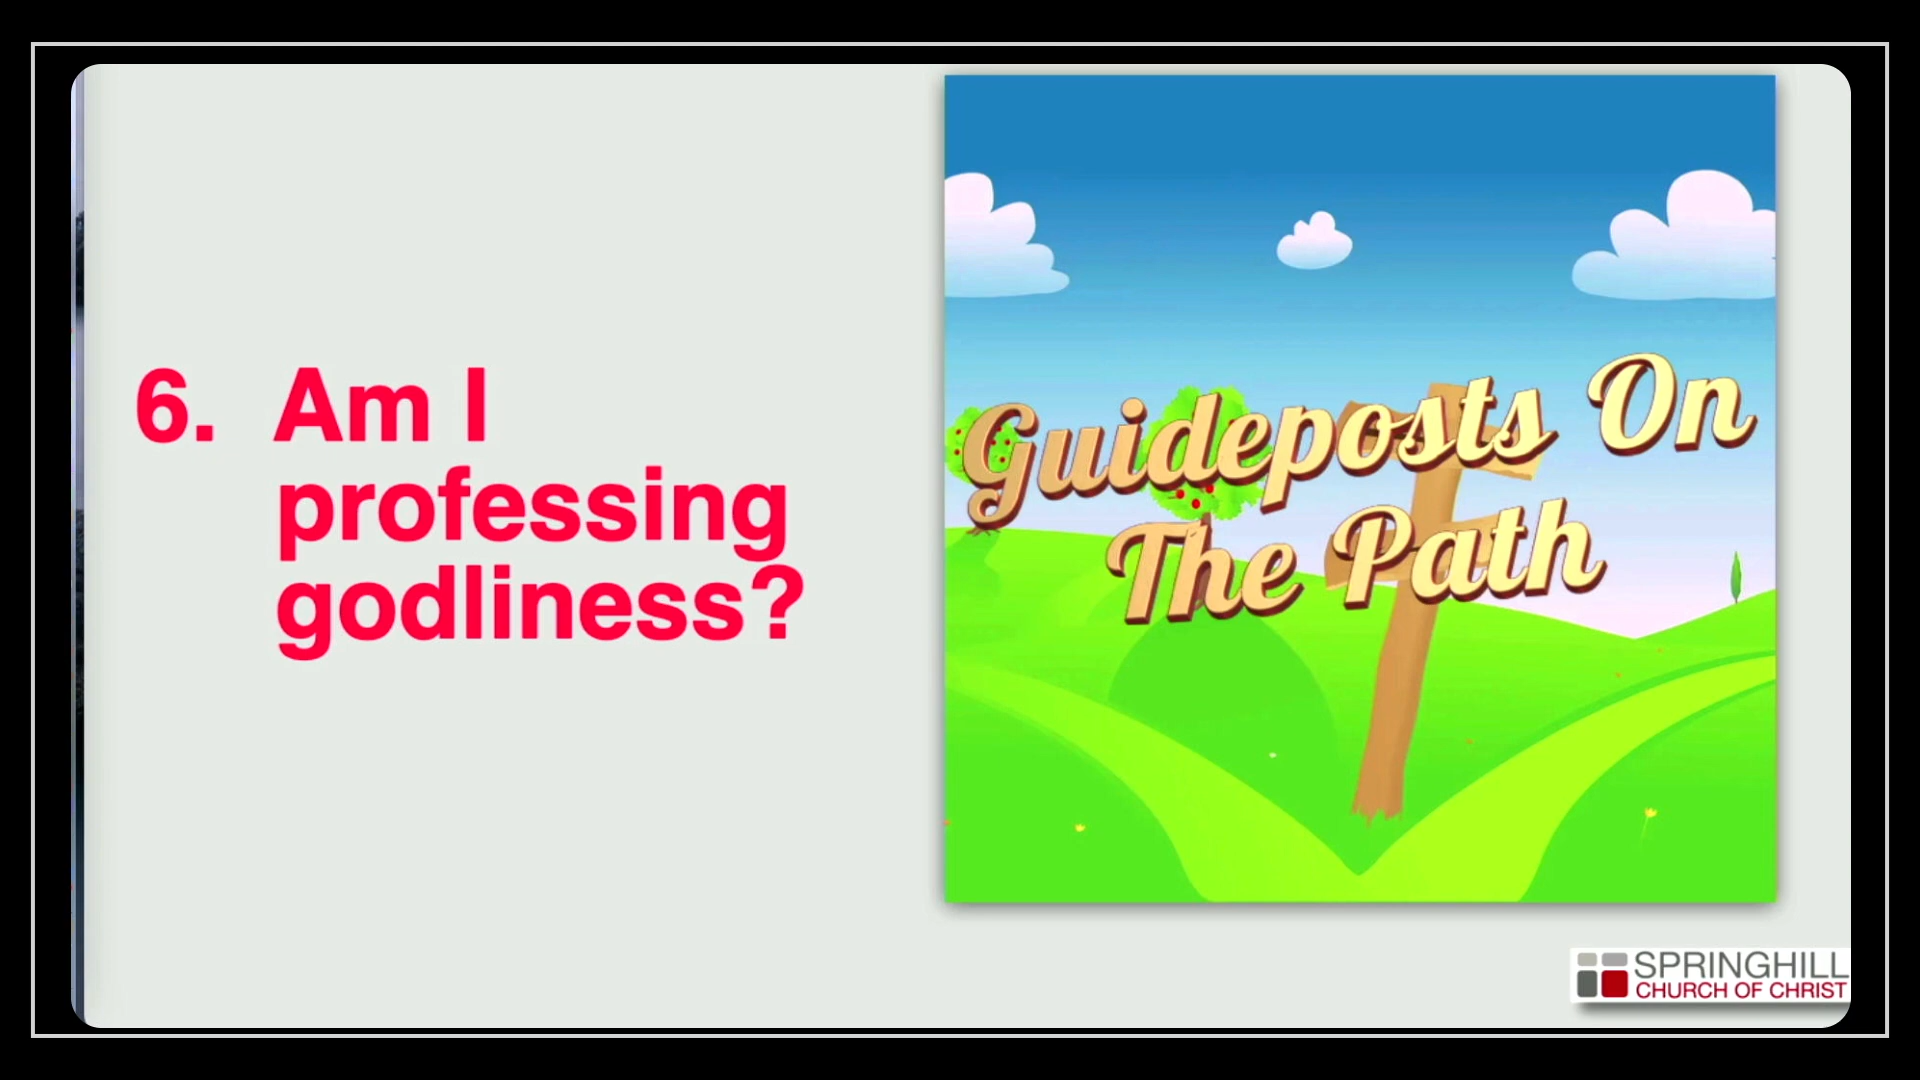 6. Am I
professing
godliness?
Guideposts On
The Path
SPRINGHILL
CHURCH OF CHRIST